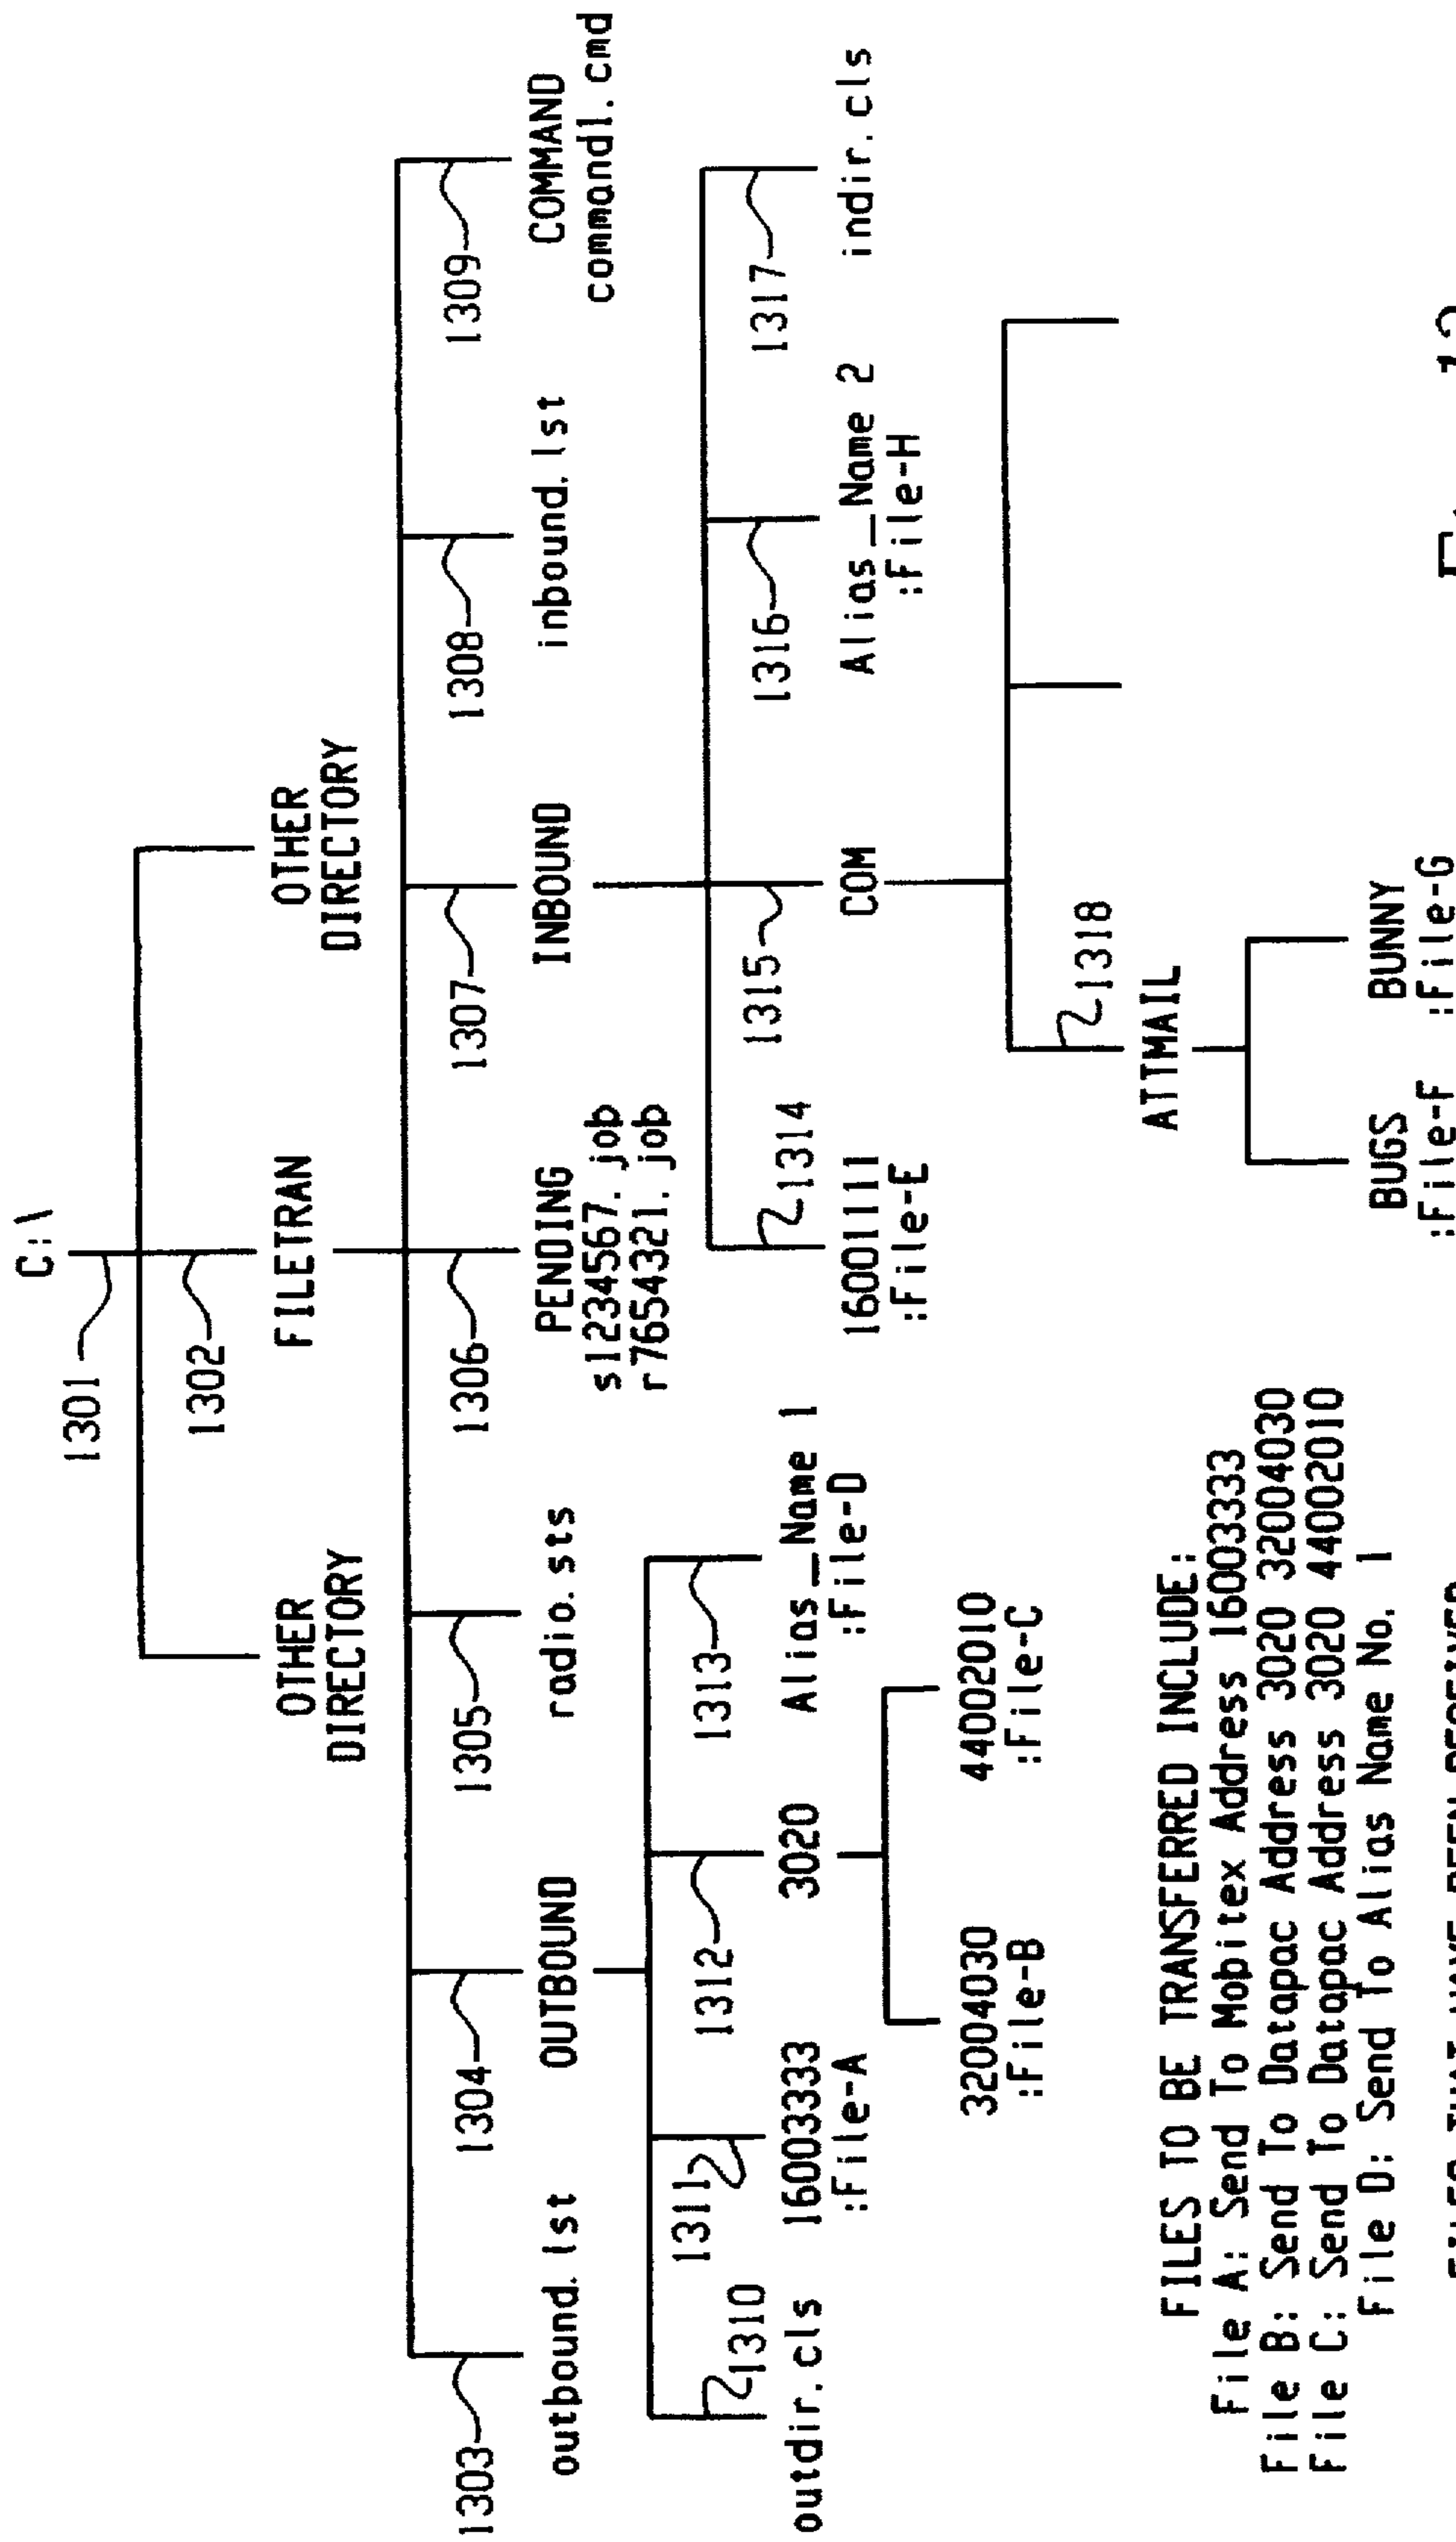 C:\
1301
1302
OTHER DIRECTORY
FILETRAN
OTHER DIRECTORY
1303
1304
1305
1306
1307
1308
1309
outbound.lst
OUTBOUND
radio.sts
PENDING
s1234567.job
r7654321.job
INBOUND
inbound.lst
COMMAND
command1.cmd
1310
1311
1312
1313
1314
1315
1316
1317
outdir.cls
16003333
:File-A
3020
Alias_Name 1
:File-D
16001111
:File-E
COM
Alias_Name 2
:File-H
indir.cls
32004030
:File-B
44002010
:File-C
1318
ATTMAIL
BUGS
:File-F
BUNNY
:File-G
FILES TO BE TRANSFERRED INCLUDE:
File A: Send To Mobitex Address 16003333
File B: Send To Datapac Address 3020 32004030
File C: Send To Datapac Address 3020 44002010
File D: Send To Alias Name No. 1